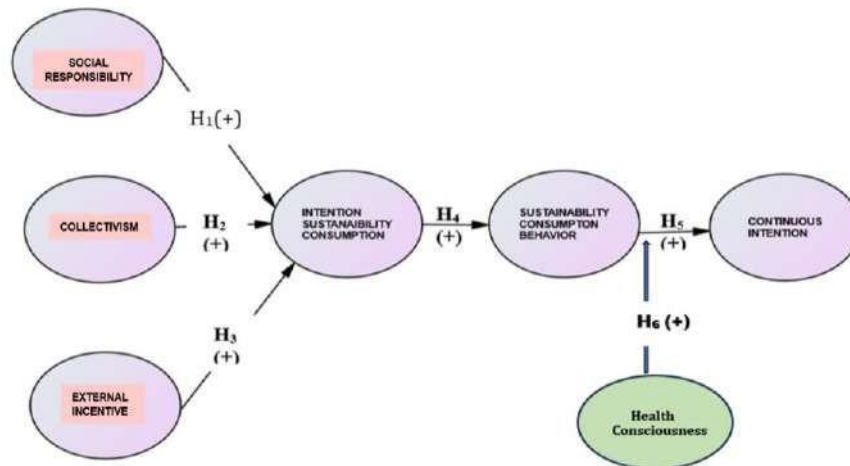 SOCIAL
RESPONSIBILITY
H1(+)
COLLECTIVISM
H2
(+)
INTENTION
SUSTANAIBILITY
CONSUMPTION
H4
(+)
SUSTAINABILITY
CONSUMPTON
BEHAVIOR
H5
(+)
CONTINUOUS
INTENTION
H3
(+)
H6 (+)
EXTERNAL
INCENTIVE
Health
Consciousness